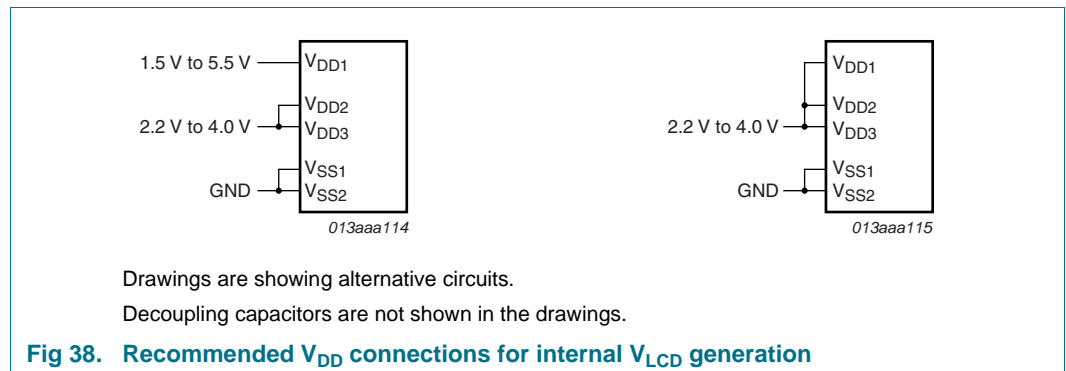 1.5 V to 5.5 V
VDD1
VDD2
2.2 V to 4.0 V
VDD3
VSS1
GND
VSS2
013aaa114
VDD1
VDD2
2.2 V to 4.0 V
VDD3
VSS1
GND
VSS2
013aaa115
Drawings are showing alternative circuits.
Decoupling capacitors are not shown in the drawings.
Fig 38. Recommended VDD connections for internal VLCD generation